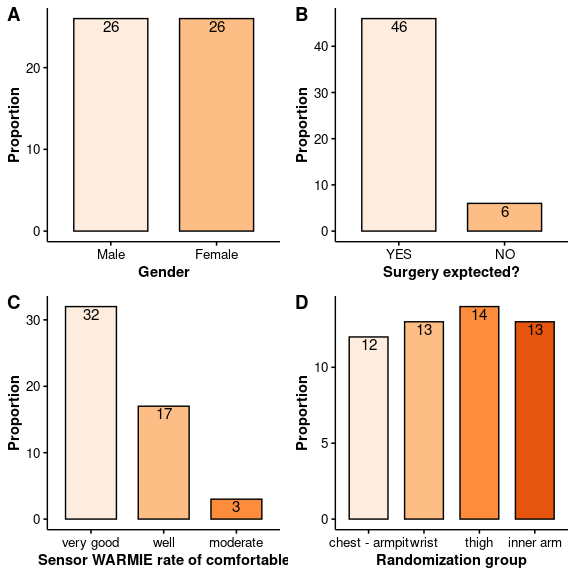 A
Proportion
20
10
0
26
26
Male Female
Gender
B
Proportion
40
30
20
10
0
46
6
YES NO
Surgery exptected?
C
Proportion
30
20
10
0
32
17
3
very good well moderate
Sensor WARMIE rate of comfortable
D
Proportion
10
5
0
12
13
14
13
chest - armpit wrist thigh inner arm
Randomization group